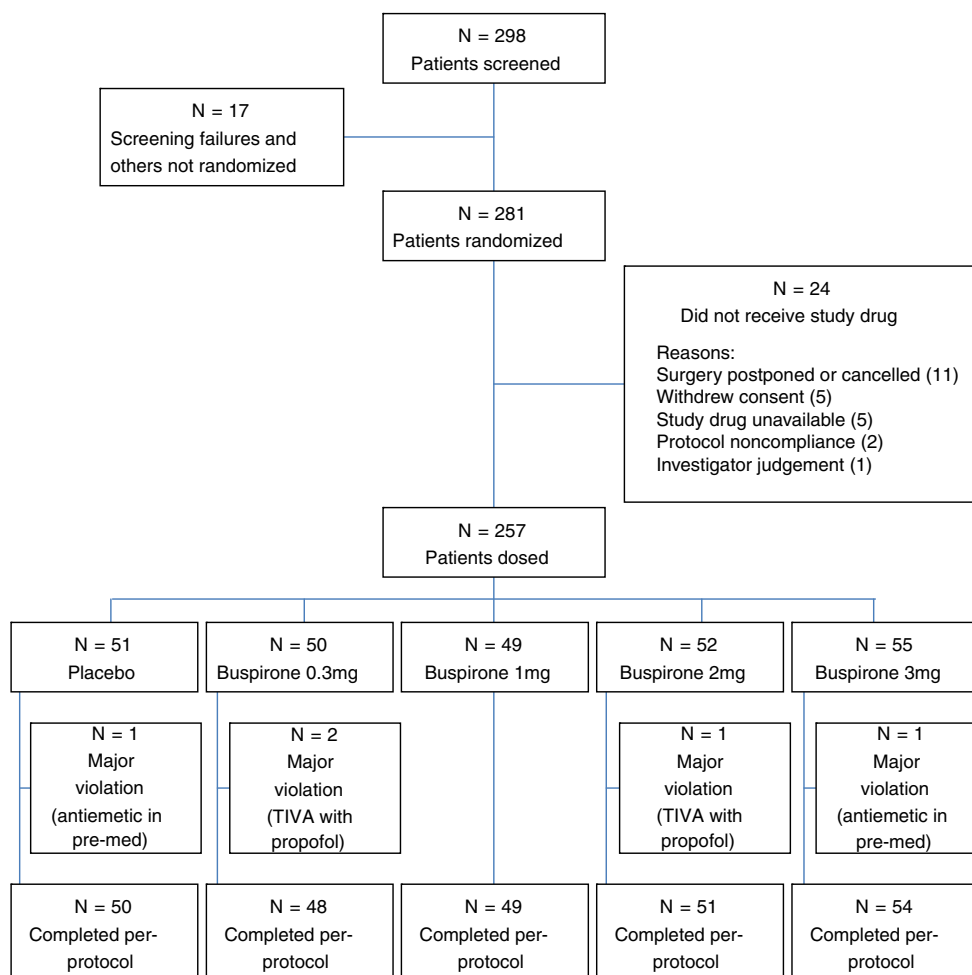 N = 298
Patients screened
N = 17
Screening failures and
others not randomized
N = 281
Patients randomized
N = 24
Did not receive study drug
Reasons:
Surgery postponed or cancelled (11)
Withdrew consent (5)
Study drug unavailable (5)
Protocol noncompliance (2)
Investigator judgement (1)
N = 257
Patients dosed
N = 51
Placebo
N = 50
Buspirone 0.3mg
N = 49
Buspirone 1mg
N = 52
Buspirone 2mg
N = 55
Buspirone 3mg
N = 1
Major
violation
(antiemetic in
pre-med)
N = 2
Major
violation
(TIVA with
propofol)
N = 1
Major
violation
(TIVA with
propofol)
N = 1
Major
violation
(antiemetic in
pre-med)
N = 50
Completed per-
protocol
N = 48
Completed per-
protocol
N = 49
Completed per-
protocol
N = 51
Completed per-
protocol
N = 54
Completed per-
protocol